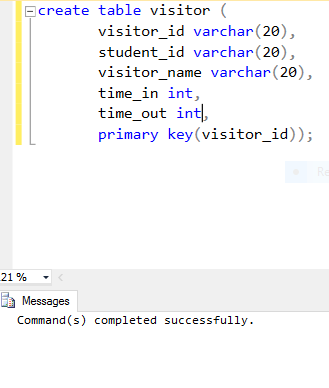 create table visitor (
visitor_id varchar(20),
student_id varchar(20),
visitor_name varchar(20),
time_in int,
time_out int,
primary key(visitor_id));
21 %
Messages
Command(s) completed successfully.